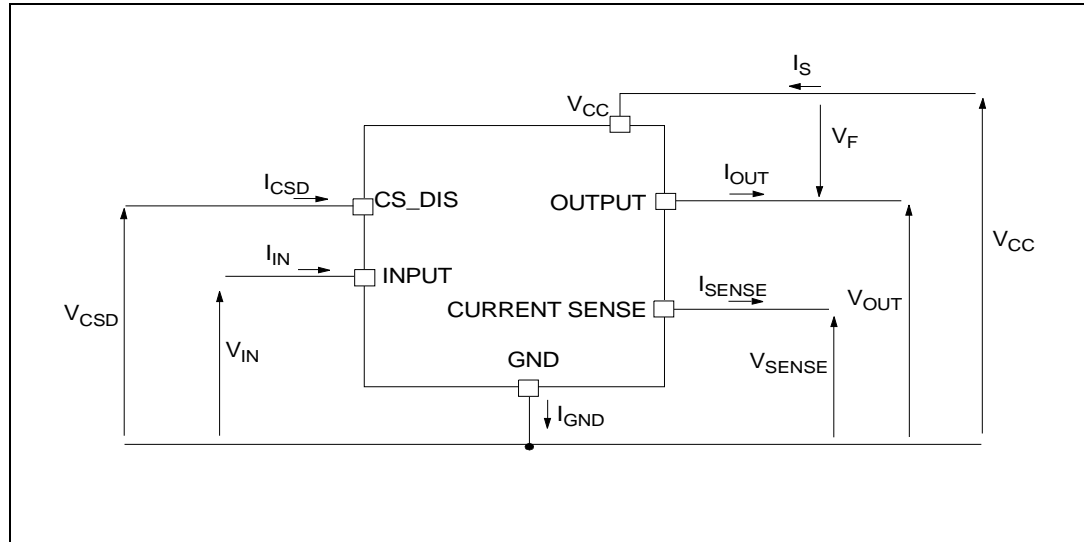 I_S
V_CC
V_F
I_CSD
I_OUT
CS_DIS
OUTPUT
V_CC
I_IN
INPUT
I_SENSE
CURRENT SENSE
V_OUT
V_CSD
V_IN
GND
V_SENSE
I_GND